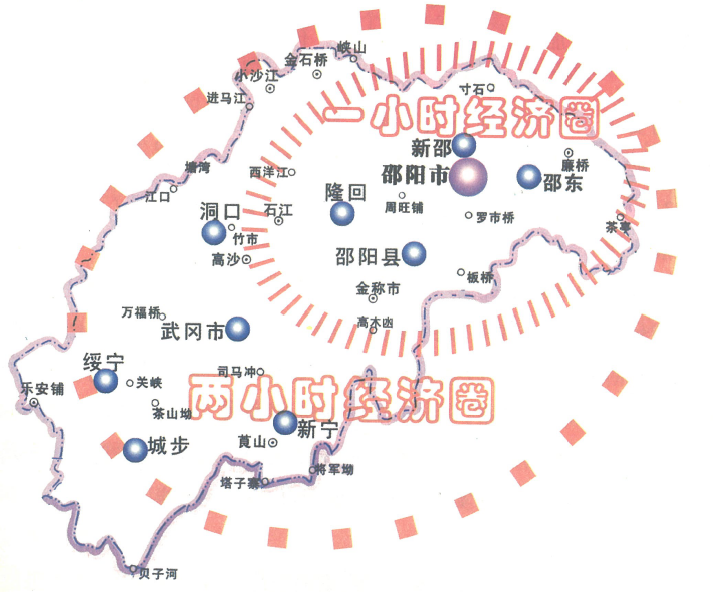 峡山
金石桥
小沙江
进马江
寸石
一小时经济圈
新邵
廉桥
塘湾
西洋江
邵阳市
邵东
江口
隆回
周旺铺
洞口
石江
罗市桥
茶亭
竹市
高沙
邵阳县
板桥
金称市
万福桥
武冈市
高木凼
绥宁
司马冲
关峡
乐安铺
两小时经济圈
茶山坳
新宁
城步
莨山
将军坳
塔子寨
贝子河